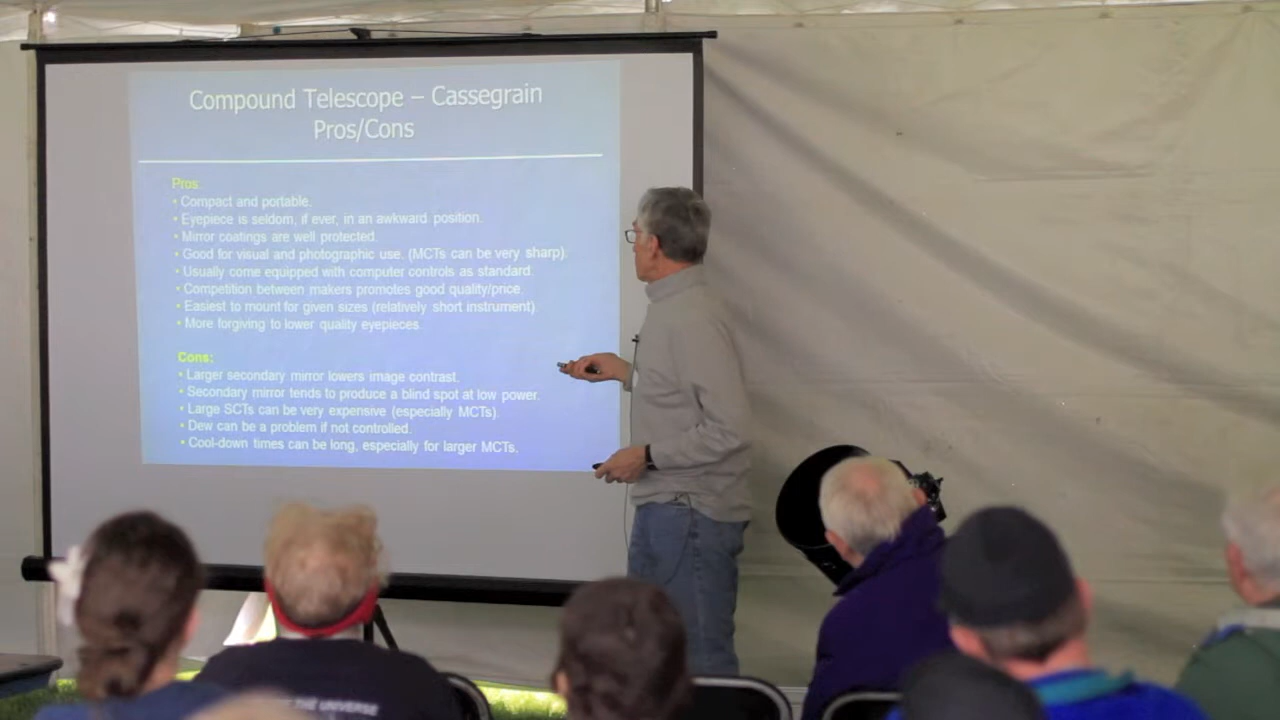 Compound Telescope – Cassegrain
Pros/Cons
Pros:
• Compact and portable.
• Eyepiece is seldom, if ever, in an awkward position.
• Mirror coatings are well protected.
• Good for visual and photographic use. (MCTs can be very sharp).
• Usually come equipped with computer controls as standard.
• Competition between makers promotes good quality/price.
• Easiest to mount for given sizes (relatively short instrument).
• More forgiving to lower quality eyepieces.
Cons:
• Larger secondary mirror lowers image contrast.
• Secondary mirror tends to produce a blind spot at low power.
• Large SCTs can be very expensive (especially MCTs).
• Dew can be a problem if not controlled.
• Cool-down times can be long, especially for larger MCTs.
THE UNIVERSE